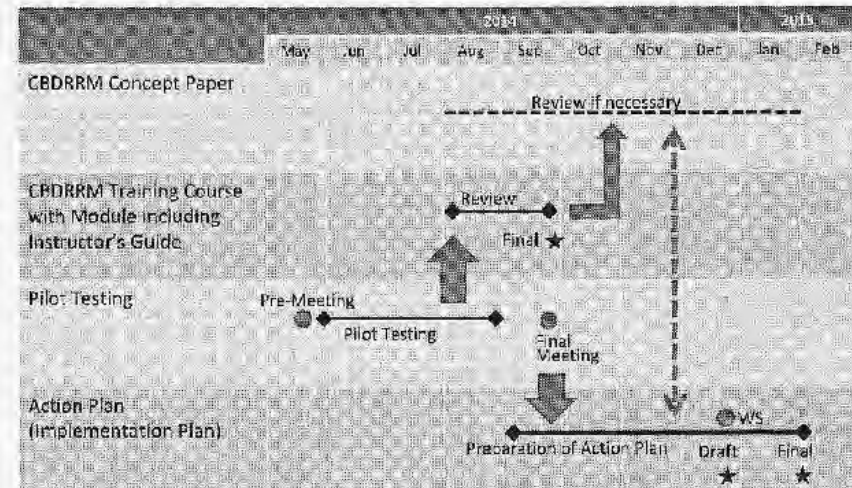 2014 2015
May Jun Jul Aug Sep Oct Nov Dec Jan Feb
CBDRRM Concept Paper
Review if necessary
CBDRRM Training Course
with Module including
Instructor's Guide
Review
Final
Pilot Testing
Pre-Meeting
Pilot Testing
Final
Meeting
Action Plan
(Implementation Plan)
WS
Preparation of Action Plan
Draft
Final